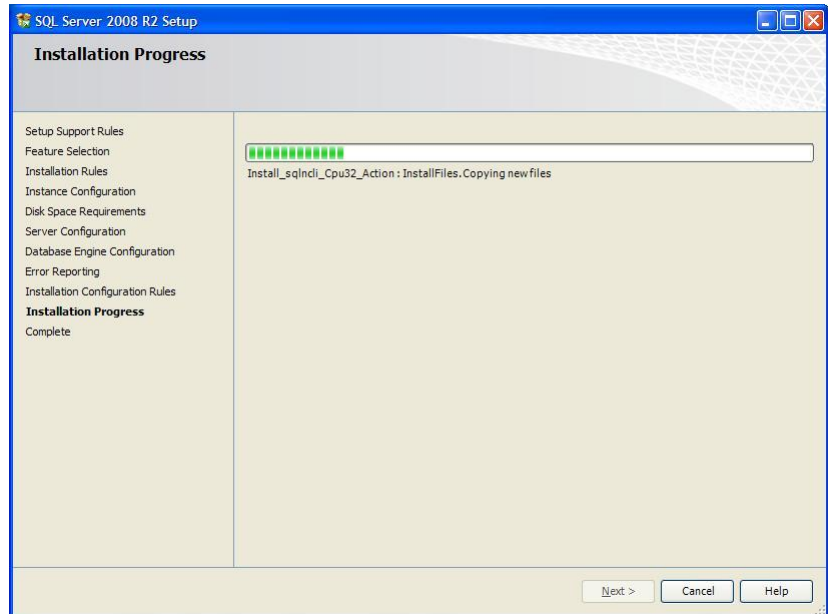 SQL Server 2008 R2 Setup
Installation Progress
Setup Support Rules
Feature Selection
Installation Rules
Instance Configuration
Disk Space Requirements
Server Configuration
Database Engine Configuration
Error Reporting
Installation Configuration Rules
Installation Progress
Complete
Install_sqlncli_Cpu32_Action : InstallFiles. Copying new files
Next >
Cancel
Help